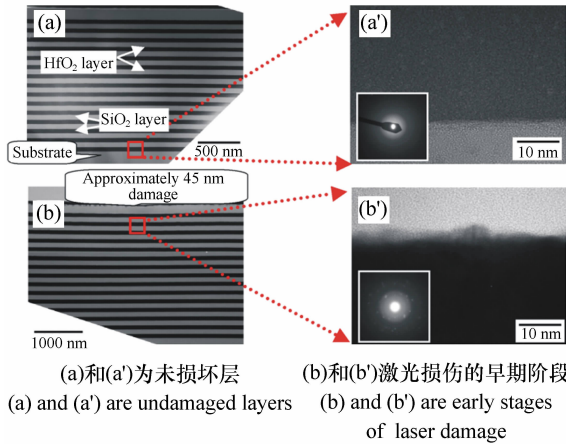 (a)
HfO₂ layer
SiO₂ layer
Substrate
500 nm
(a')
10 nm
Approximately 45 nm
damage
(b)
1000 nm
(b')
10 nm
(a)和(a')为未损坏层
(a) and (a') are undamaged layers
(b)和(b')激光损伤的早期阶段
(b) and (b') are early stages
of laser damage